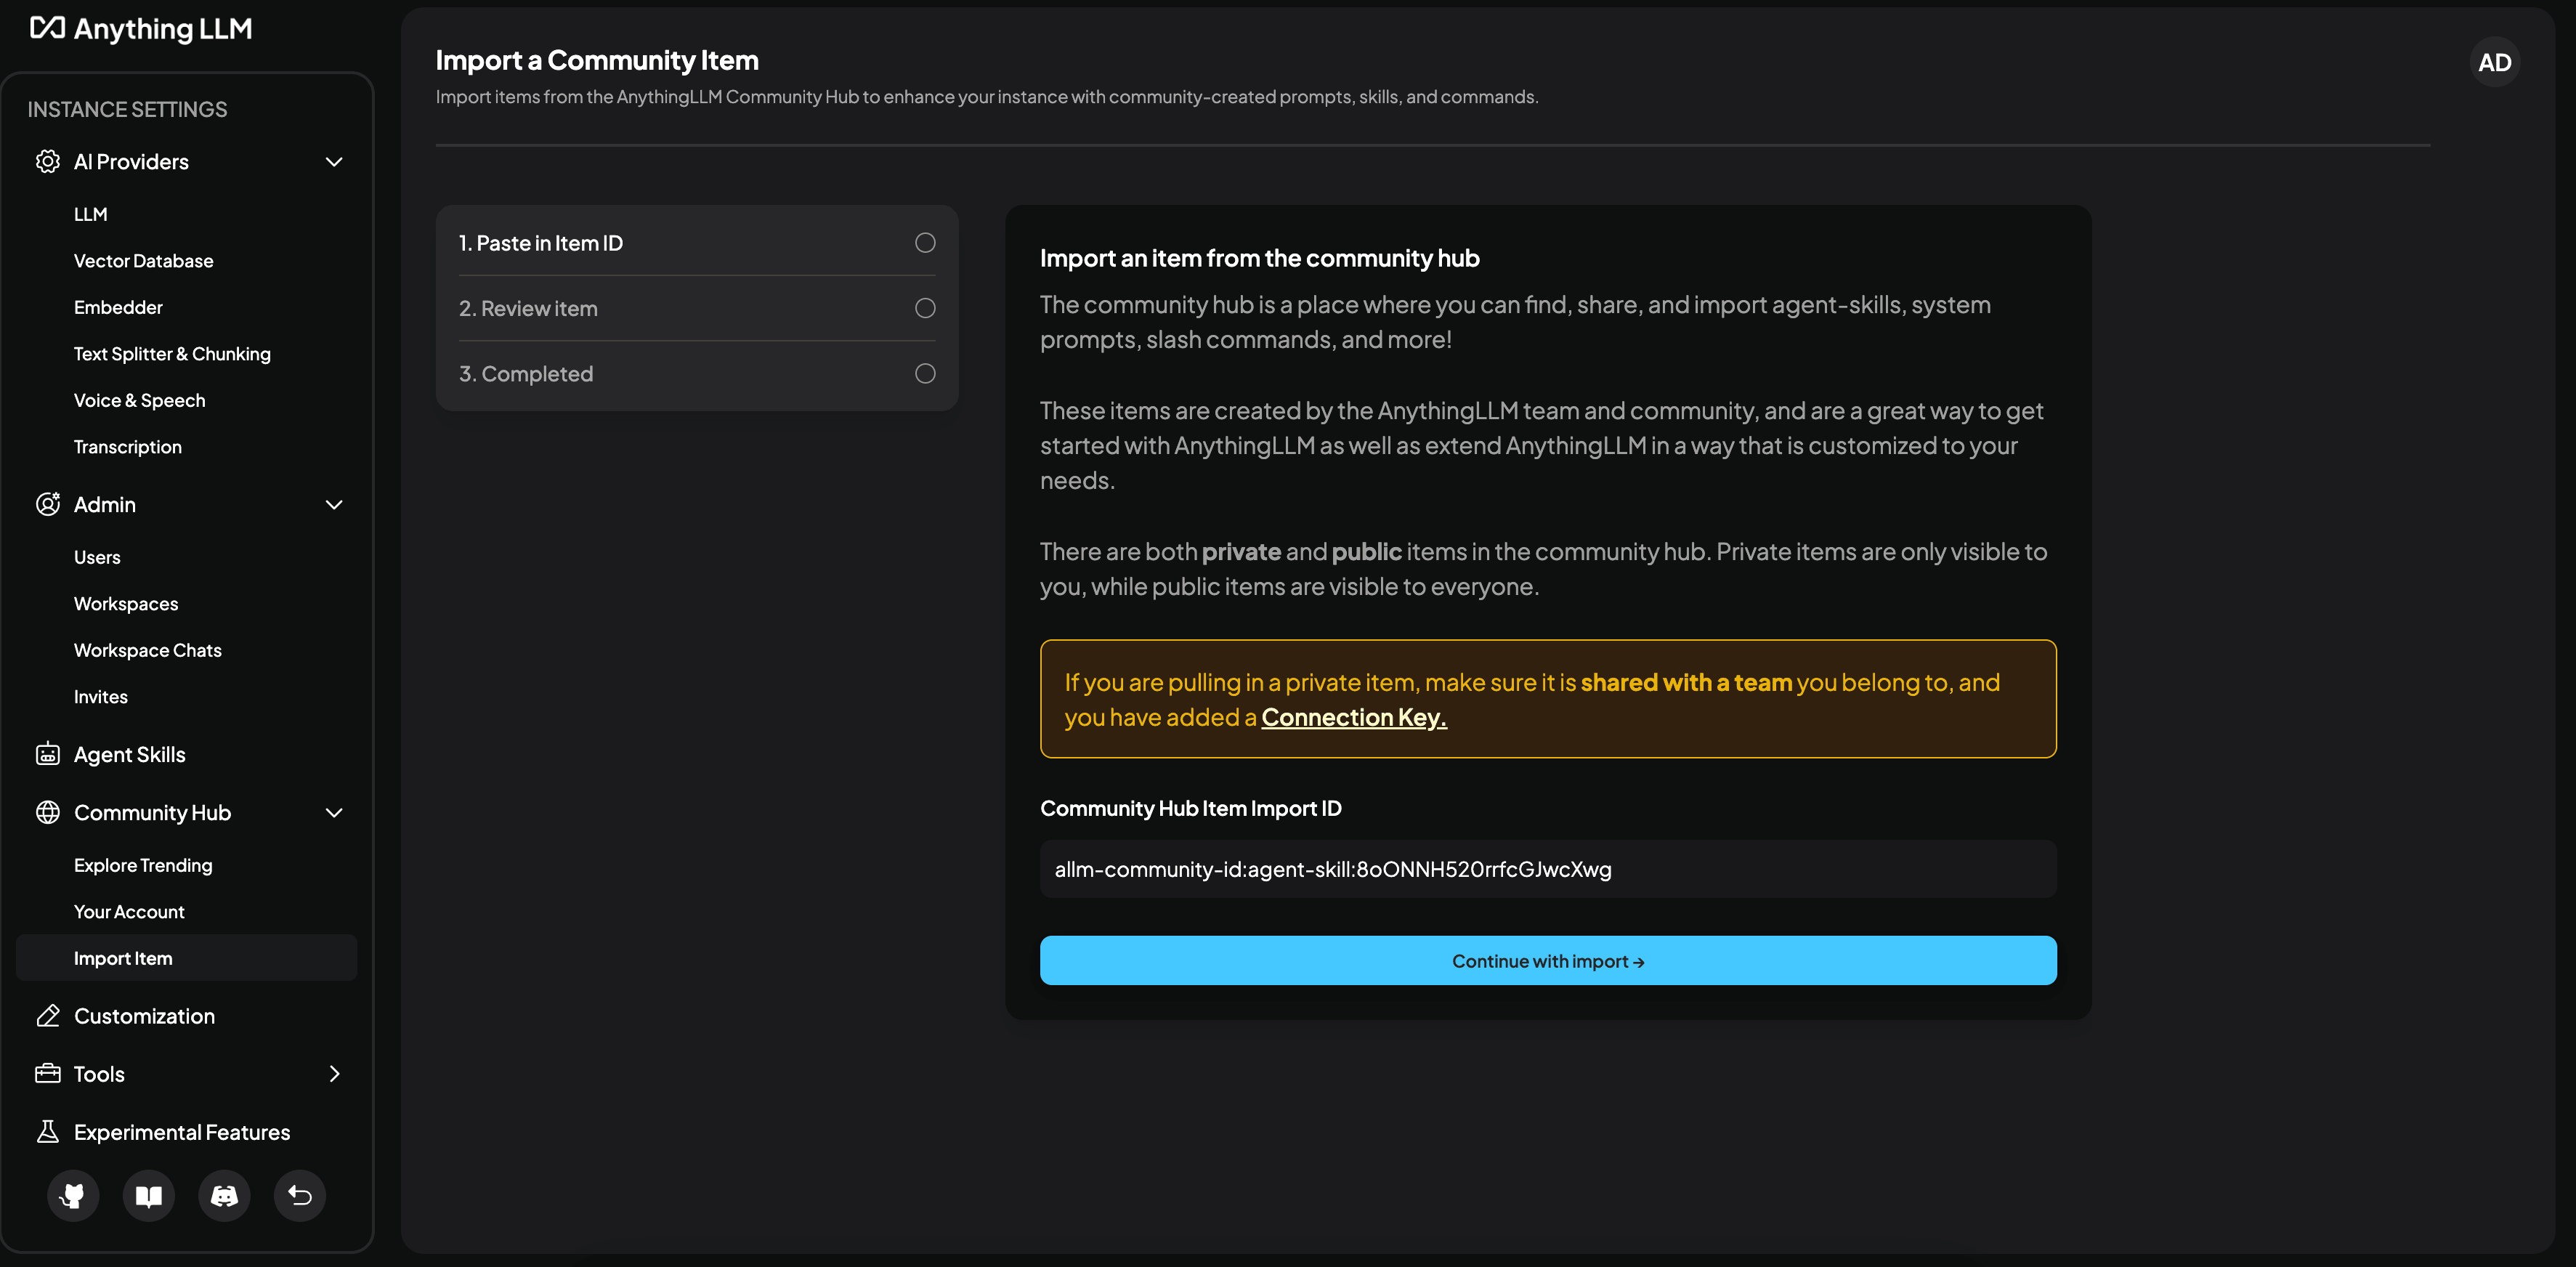 Anything LLM
INSTANCE SETTINGS
AI Providers
LLM
Vector Database
Embedder
Text Splitter & Chunking
Voice & Speech
Transcription
Admin
Users
Workspaces
Workspace Chats
Invites
Agent Skills
Community Hub
Explore Trending
Your Account
Import Item
Customization
Tools
Experimental Features
Import a Community Item
Import items from the AnythingLLM Community Hub to enhance your instance with community-created prompts, skills, and commands.
AD
1. Paste in Item ID
2. Review item
3. Completed
Import an item from the community hub
The community hub is a place where you can find, share, and import agent-skills, system
prompts, slash commands, and more!
These items are created by the AnythingLLM team and community, and are a great way to get
started with AnythingLLM as well as extend AnythingLLM in a way that is customized to your
needs.
There are both private and public items in the community hub. Private items are only visible to
you, while public items are visible to everyone.
If you are pulling in a private item, make sure it is shared with a team you belong to, and
you have added a Connection Key.
Community Hub Item Import ID
allm-community-id:agent-skill:8oONNH520rrfcGJwcXwg
Continue with import →